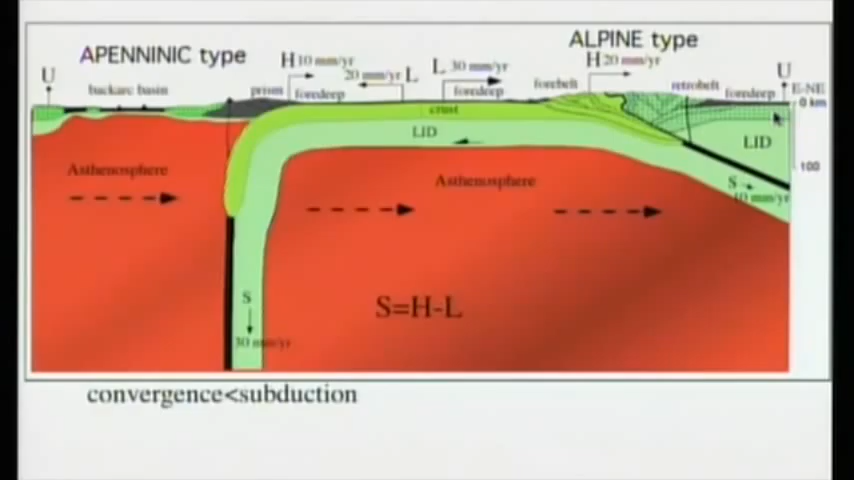 APENNINIC type
ALPINE type
U
backarc basin
prism
H 10 mm/yr
foredeep
20 mm/yr L
L 30 mm/yr
foredeep
forebelt
H 20 mm/yr
retrobelt
foredeep
U
E-NE
0 km
crust
LID
LID
100
Asthenosphere
Asthenosphere
S
10 mm/yr
S
30 mm/yr
S=H-L
convergence<subduction